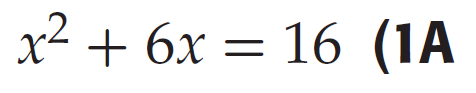 x² + 6x = 16 (1A